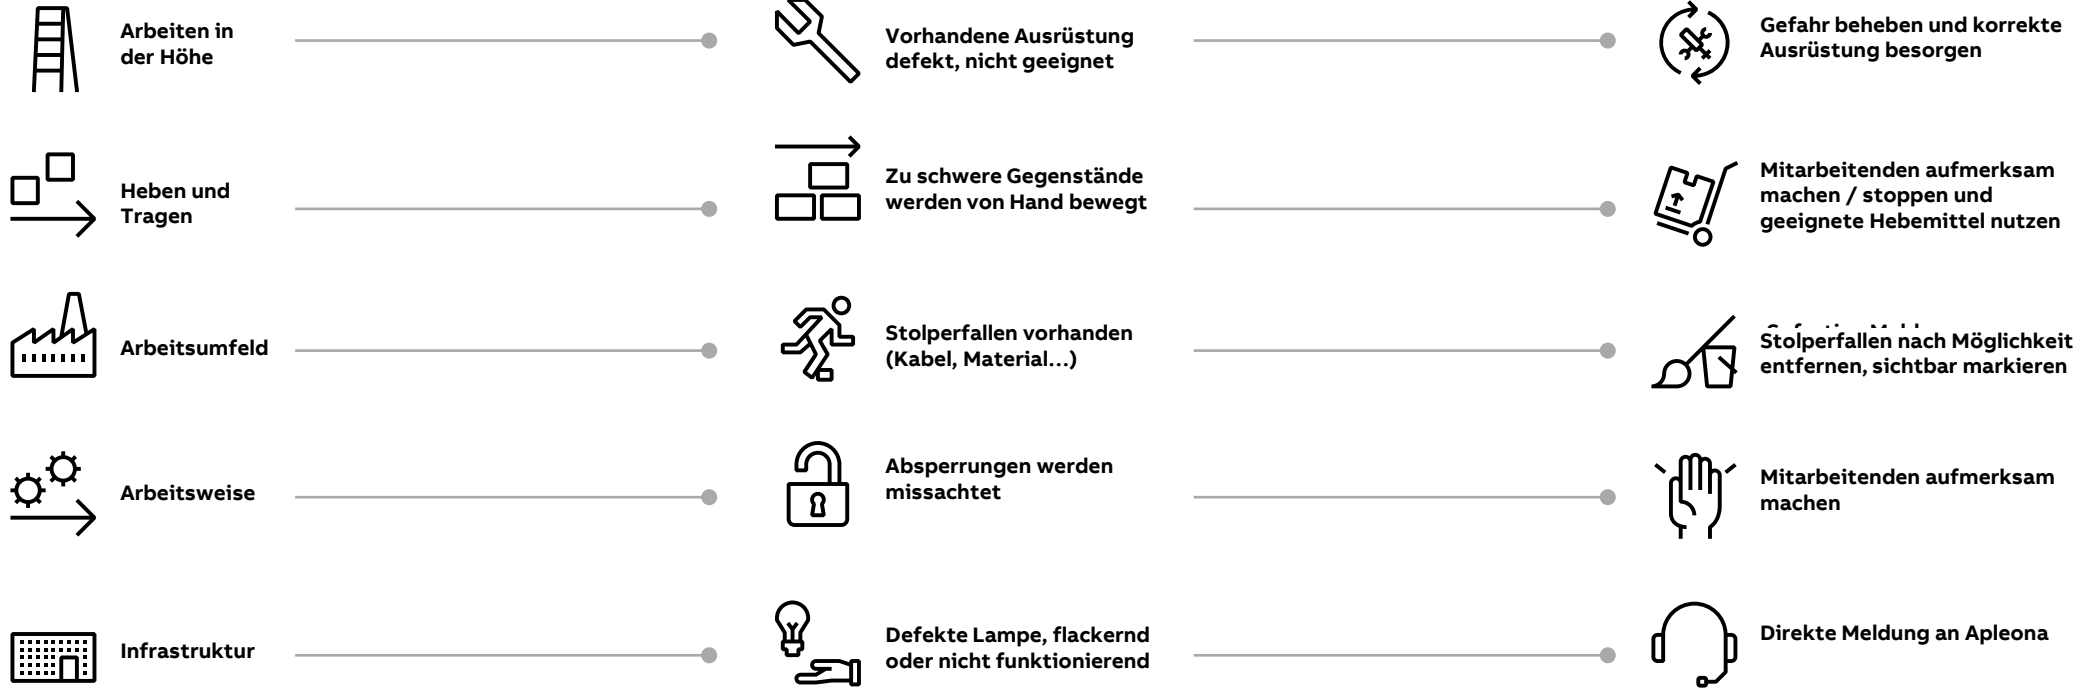 Arbeiten in
der Höhe
Vorhandene Ausrüstung
defekt, nicht geeignet
Gefahr beheben und korrekte
Ausrüstung besorgen
Heben und
Tragen
Zu schwere Gegenstände
werden von Hand bewegt
Mitarbeitenden aufmerksam
machen / stoppen und
geeignete Hebemittel nutzen
Arbeitsumfeld
Stolperfallen vorhanden
(Kabel, Material...)
Stolperfallen nach Möglichkeit
entfernen, sichtbar markieren
Arbeitsweise
Absperrungen werden
missachtet
Mitarbeitenden aufmerksam
machen
Infrastruktur
Defekte Lampe, flackernd
oder nicht funktionierend
Direkte Meldung an Apleona